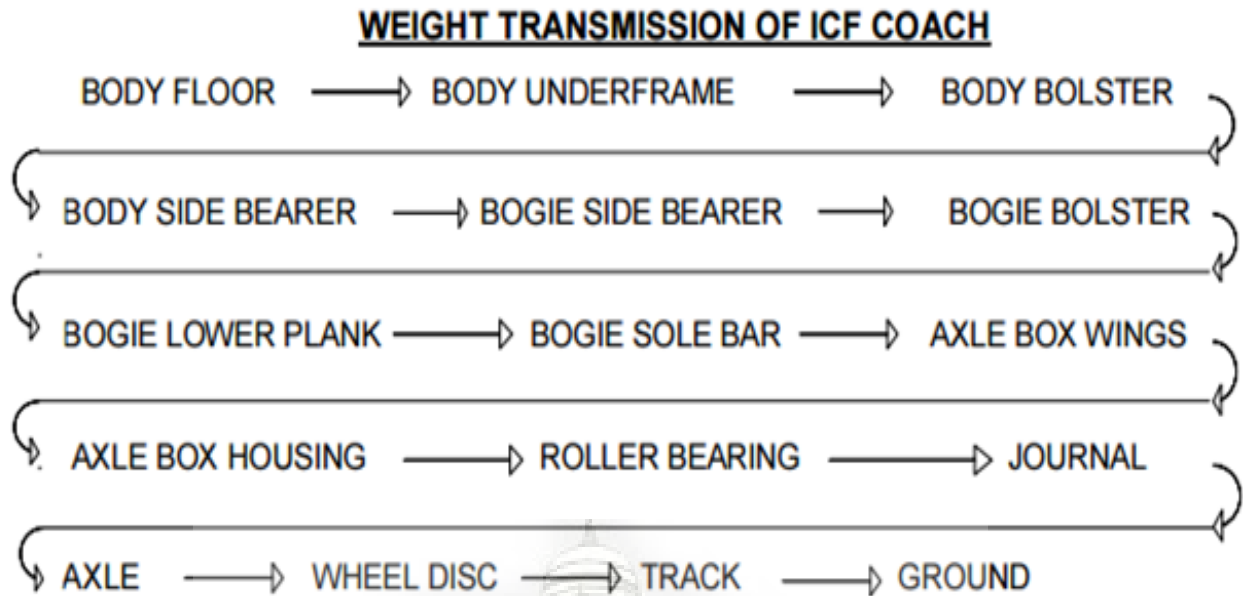 WEIGHT TRANSMISSION OF ICF COACH
BODY FLOOR BODY UNDERFRAME BODY BOLSTER
BODY SIDE BEARER BOGIE SIDE BEARER BOGIE BOLSTER
BOGIE LOWER PLANK BOGIE SOLE BAR AXLE BOX WINGS
AXLE BOX HOUSING ROLLER BEARING JOURNAL
AXLE WHEEL DISC TRACK GROUND